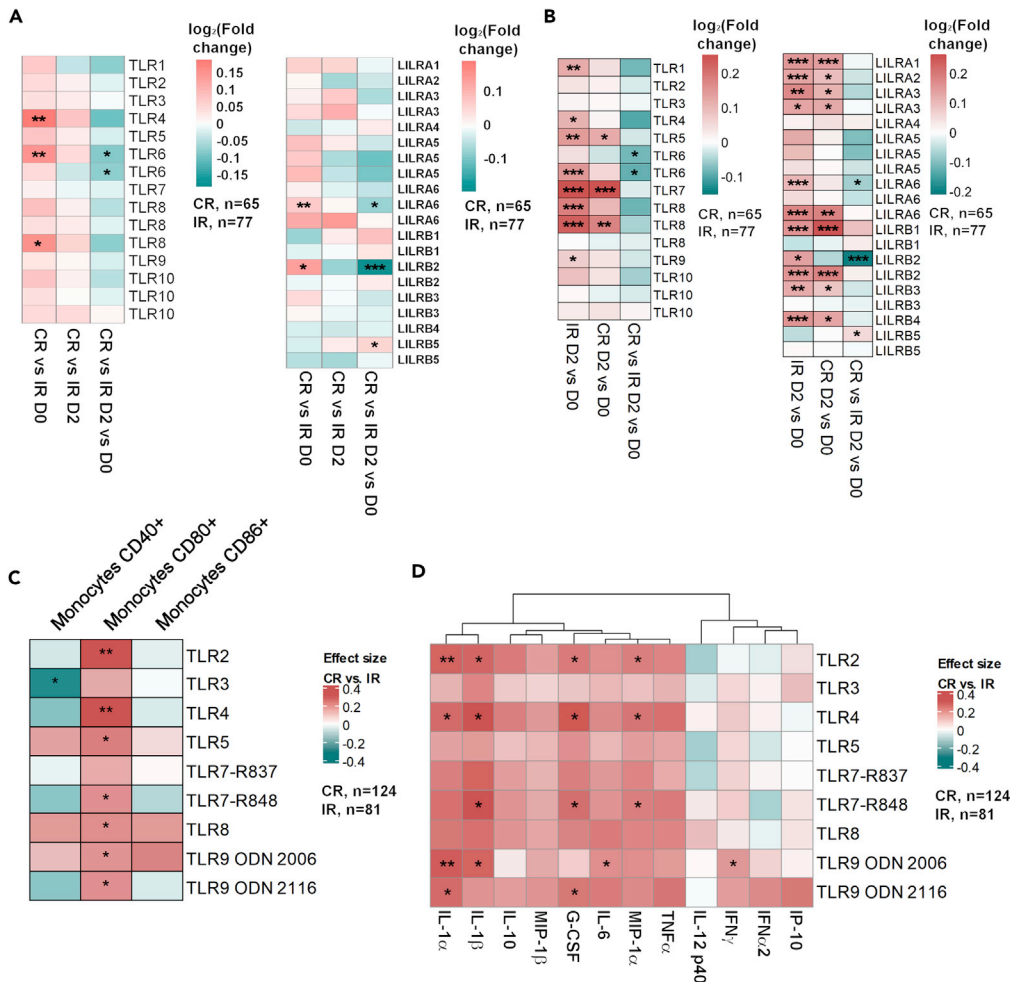 A
log₂(Fold
change)
TLR1
TLR2
TLR3
** TLR4
TLR5
** * TLR6
* TLR6
TLR7
TLR8
TLR8
* TLR8
TLR9
TLR10
TLR10
TLR10
0.15
0.10
0.05
0
-0.05
-0.10
-0.15
CR, n=65
IR, n=77
CR vs IR D0
CR vs IR D2
CR vs IR D2 vs D0
log₂(Fold
change)
LILRA1
LILRA2
LILRA3
LILRA3
LILRA4
LILRA5
LILRA5
LILRA6
** * LILRA6
LILRA6
LILRB1
LILRB1
* *** LILRB2
LILRB2
LILRB3
LILRB3
LILRB4
* LILRB5
LILRB5
0.1
0
-0.1
CR, n=65
IR, n=77
CR vs IR D0
CR vs IR D2
CR vs IR D2 vs D0
B
log₂(Fold
change)
** TLR1
TLR2
TLR3
* TLR4
** * TLR5
* TLR6
*** * TLR6
*** *** TLR7
*** TLR8
*** ** TLR8
TLR8
* TLR9
TLR10
TLR10
TLR10
0.2
0.1
0
-0.1
CR, n=65
IR, n=77
IR D2 vs D0
CR D2 vs D0
CR vs IR D2 vs D0
log₂(Fold
change)
*** *** LILRA1
*** * LILRA2
** * LILRA3
* * LILRA3
LILRA4
LILRA5
LILRA5
*** * LILRA6
LILRA6
*** ** LILRA6
*** *** LILRB1
LILRB1
* *** LILRB2
*** *** LILRB2
** * LILRB3
LILRB3
*** * LILRB4
* LILRB5
LILRB5
0.2
0.1
0
-0.1
-0.2
CR, n=65
IR, n=77
IR D2 vs D0
CR D2 vs D0
CR vs IR D2 vs D0
C
Monocytes CD40+
Monocytes CD80+
Monocytes CD86+
** TLR2
* TLR3
** TLR4
* TLR5
TLR7-R837
* TLR7-R848
* TLR8
* TLR9 ODN 2006
* TLR9 ODN 2116
Effect size
CR vs. IR
0.4
0.2
0
-0.2
-0.4
CR, n=124
IR, n=81
D
** * * * TLR2
TLR3
* * * * TLR4
TLR5
TLR7-R837
* * * TLR7-R848
TLR8
** * * * TLR9 ODN 2006
* * TLR9 ODN 2116
IL-1α
IL-1β
IL-10
MIP-1β
G-CSF
IL-6
MIP-1α
TNFα
IL-12 p40
IFNγ
IFNα2
IP-10
Effect size
CR vs. IR
0.4
0.2
0
-0.2
-0.4
CR, n=124
IR, n=81